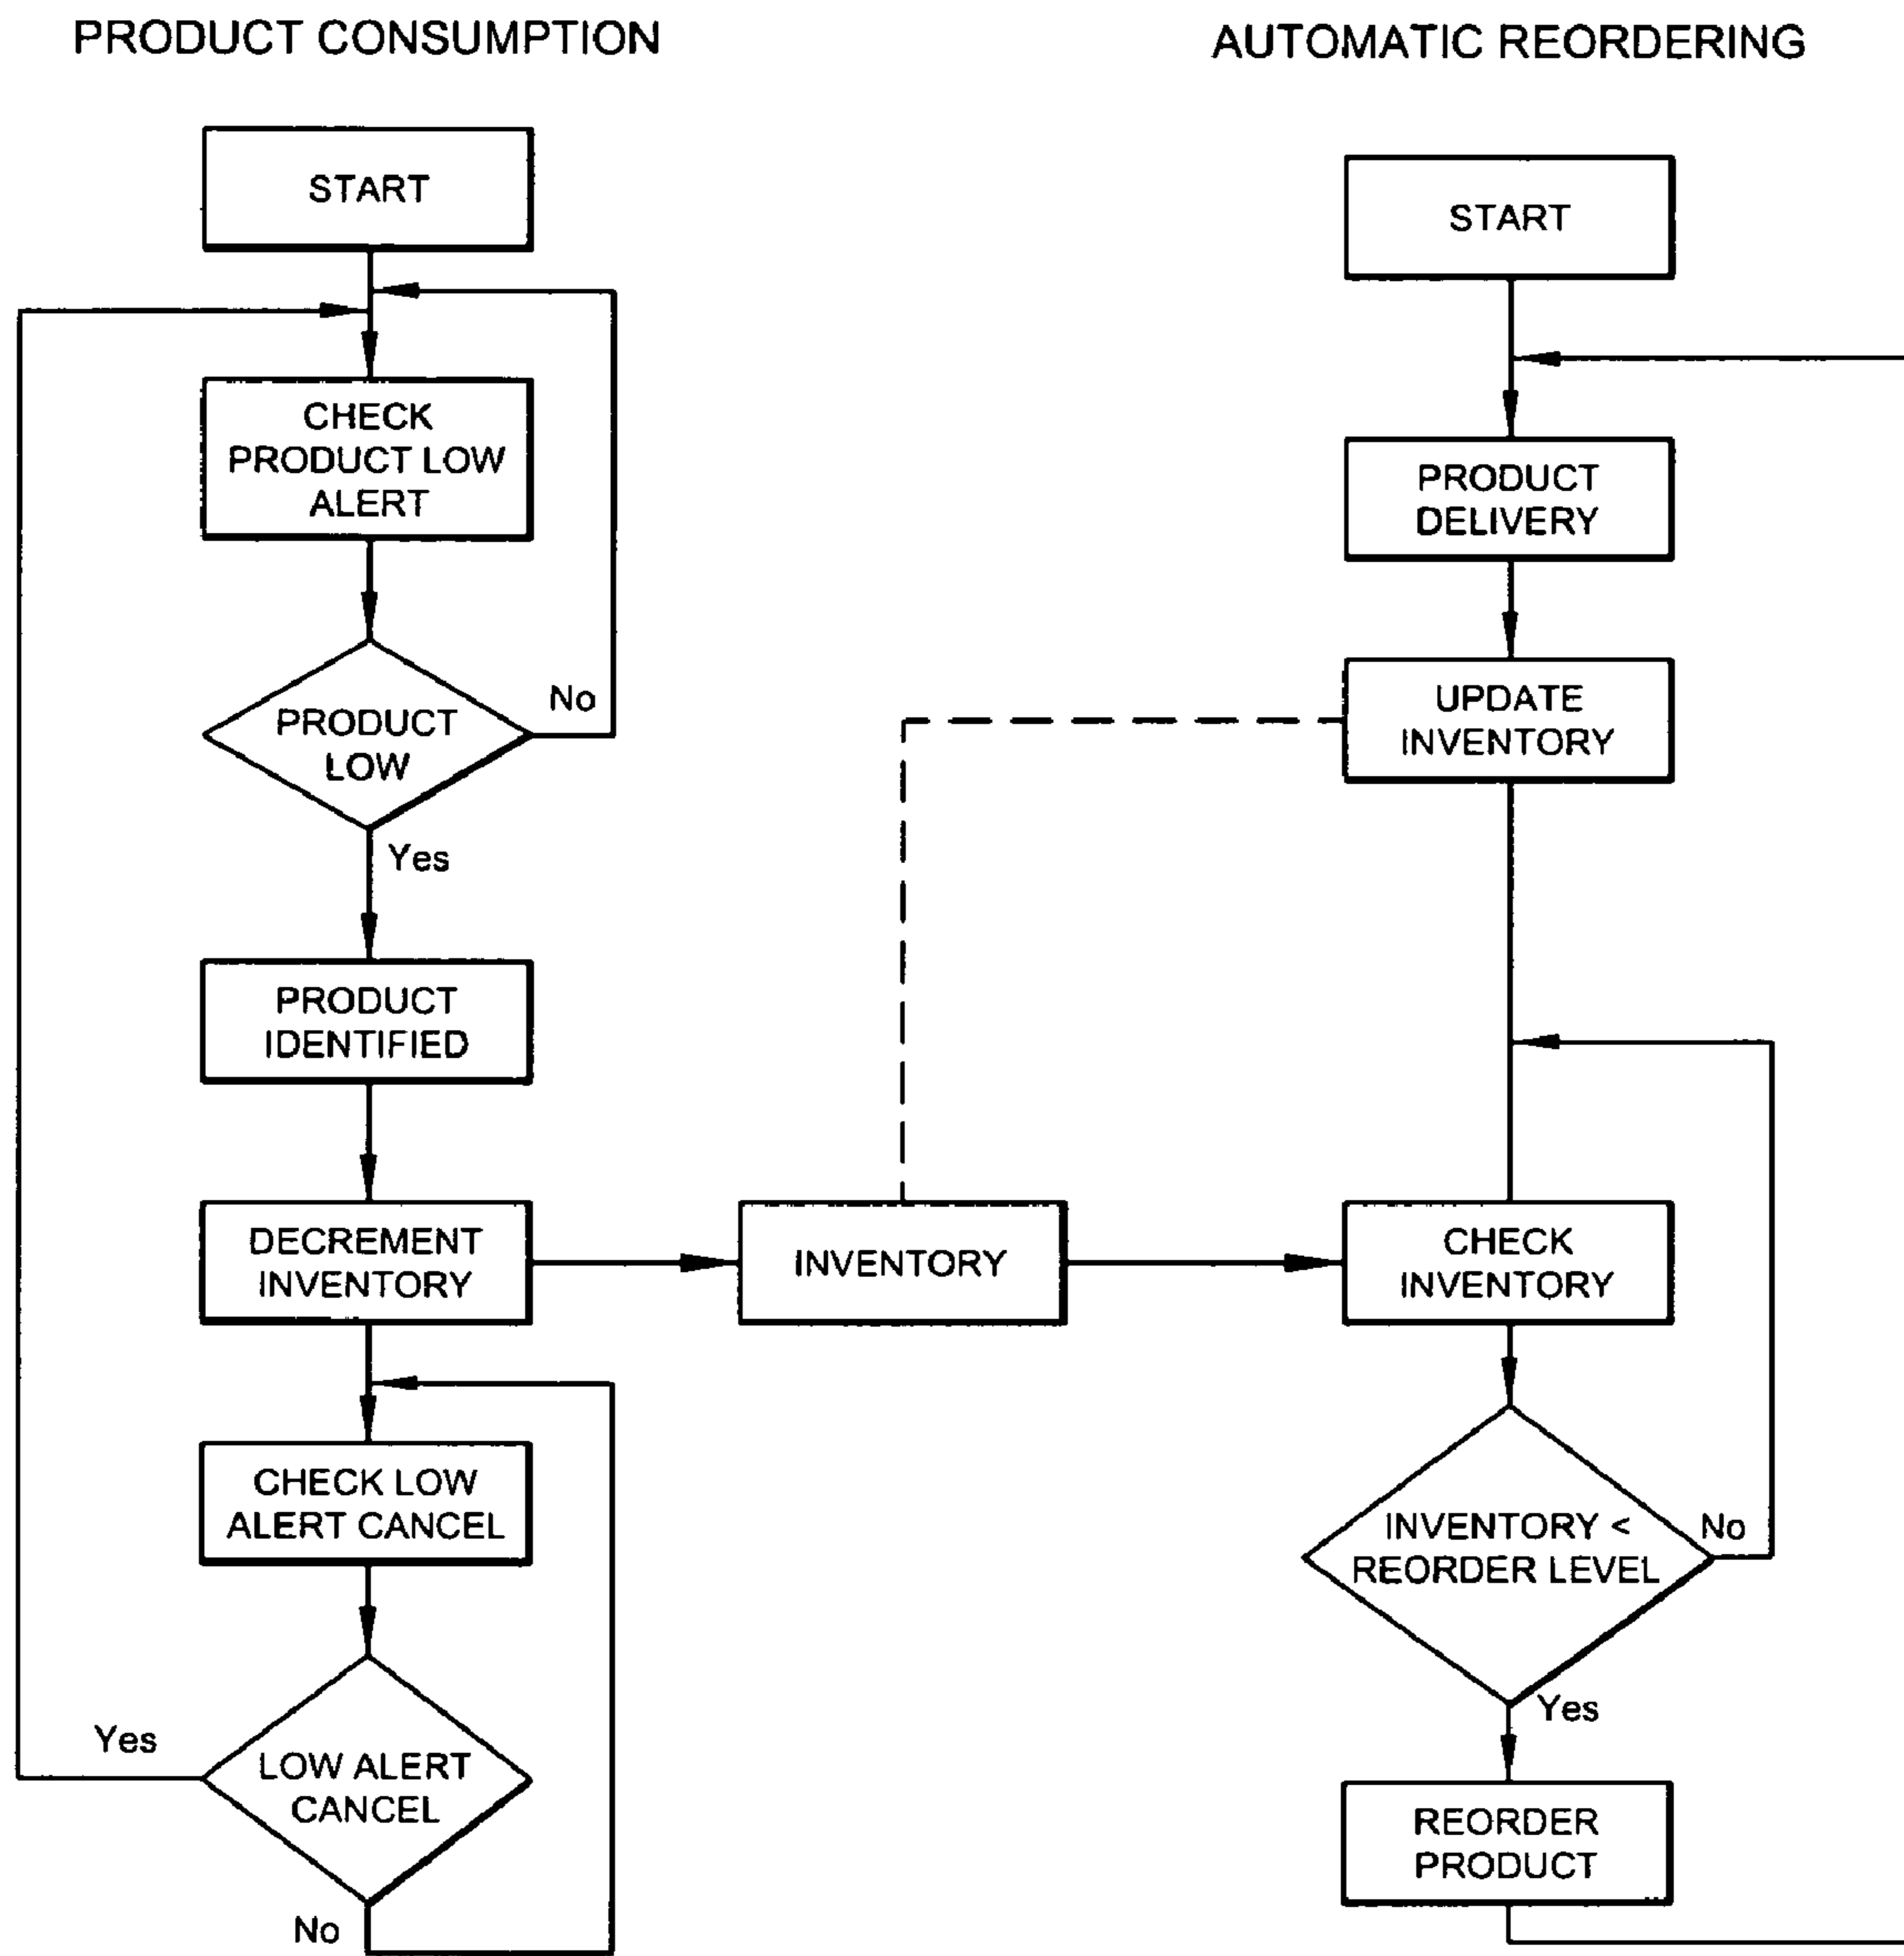 PRODUCT CONSUMPTION
AUTOMATIC REORDERING
START
START
CHECK
PRODUCT LOW
ALERT
PRODUCT
DELIVERY
PRODUCT
LOW
No
Yes
UPDATE
INVENTORY
PRODUCT
IDENTIFIED
DECREMENT
INVENTORY
INVENTORY
CHECK
INVENTORY
CHECK LOW
ALERT CANCEL
INVENTORY <
REORDER LEVEL
No
Yes
LOW ALERT
CANCEL
Yes
No
REORDER
PRODUCT